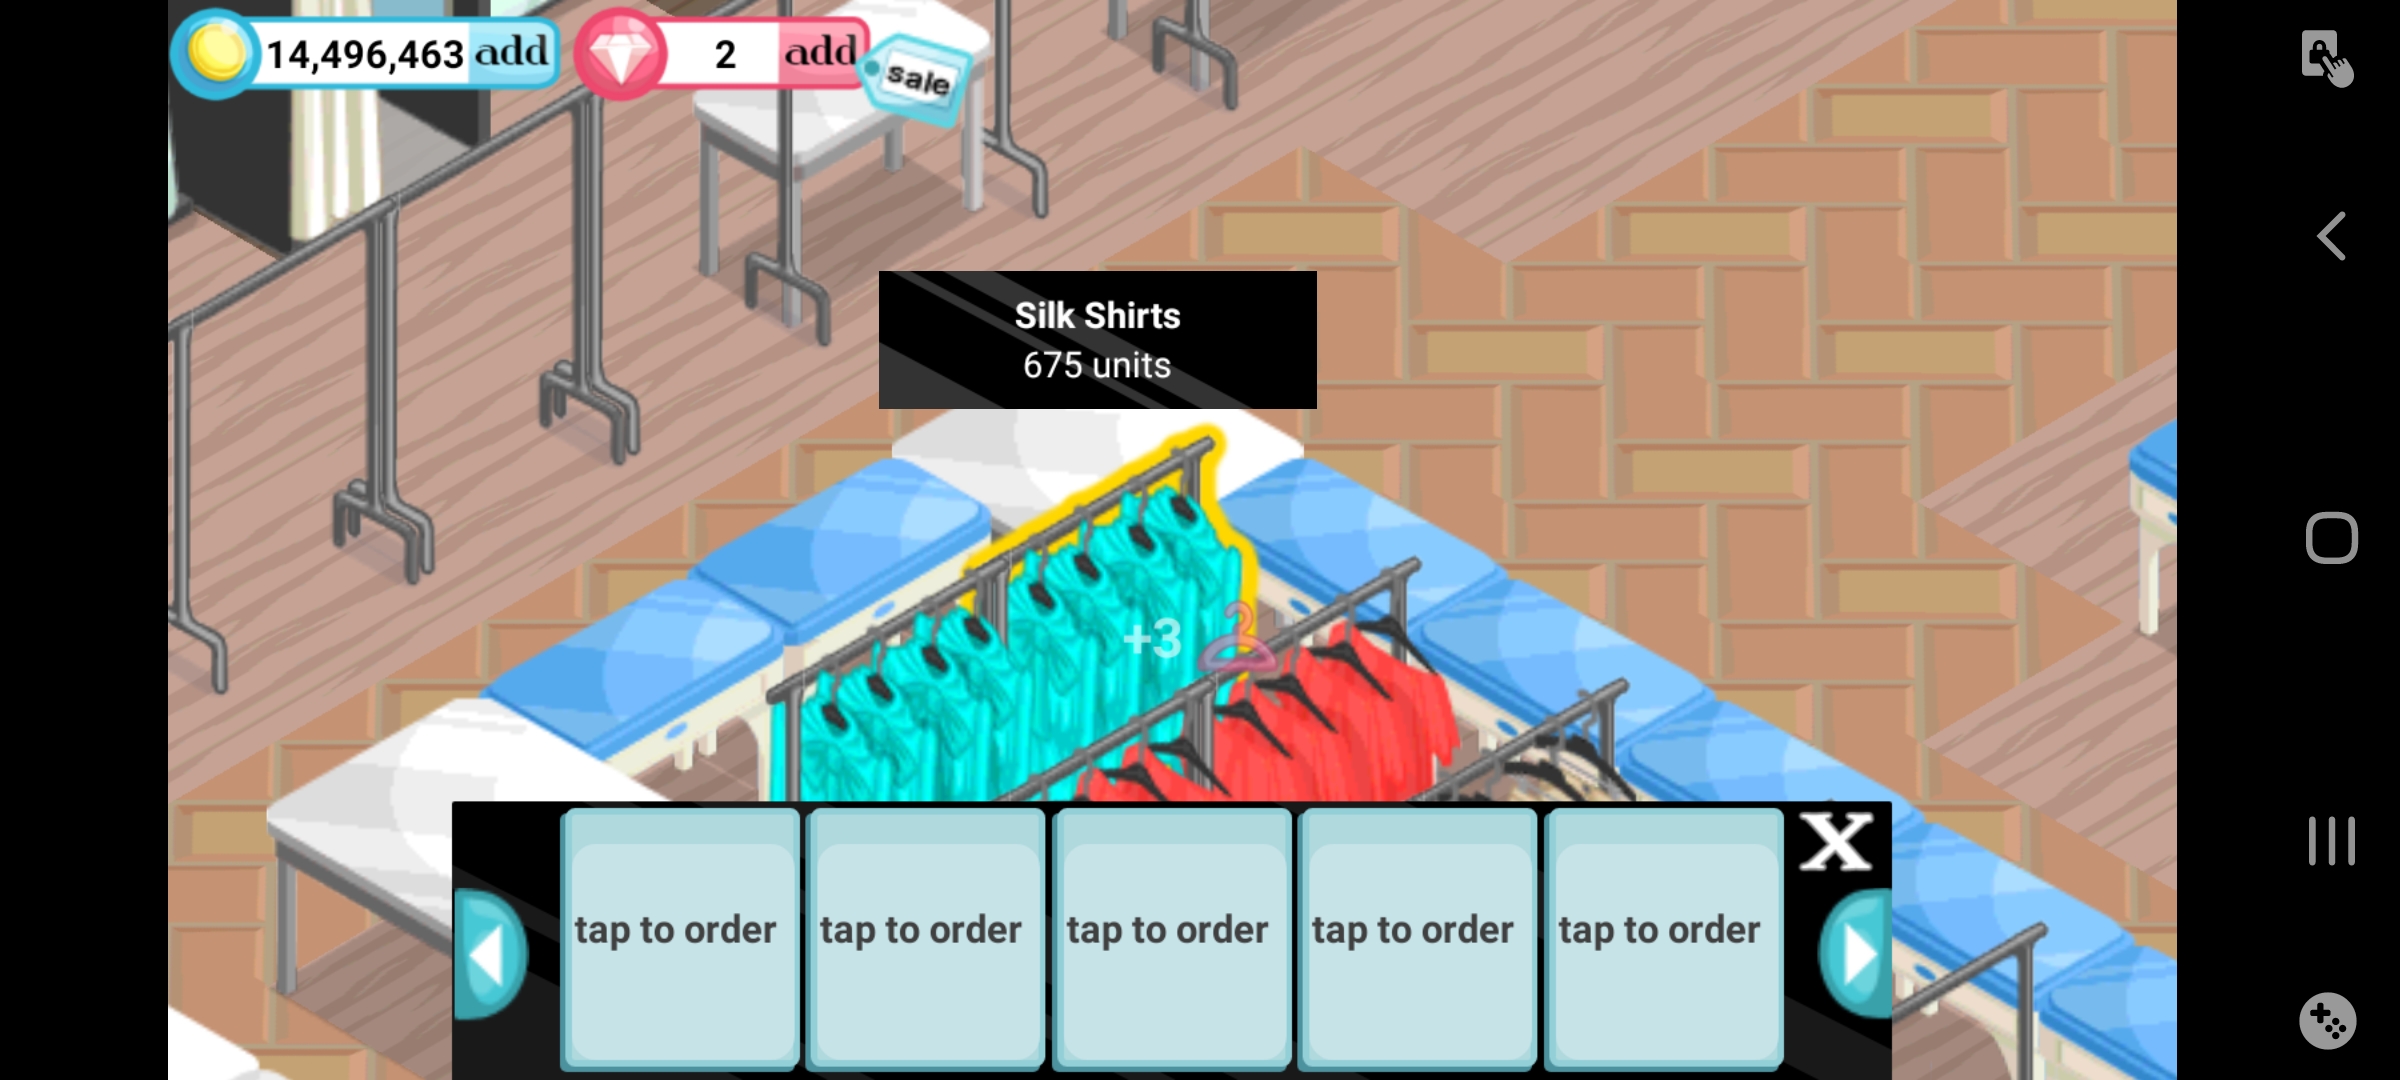 14,496,463 add
2 add
sale
Silk Shirts
675 units
+3
X
tap to order
tap to order
tap to order
tap to order
tap to order